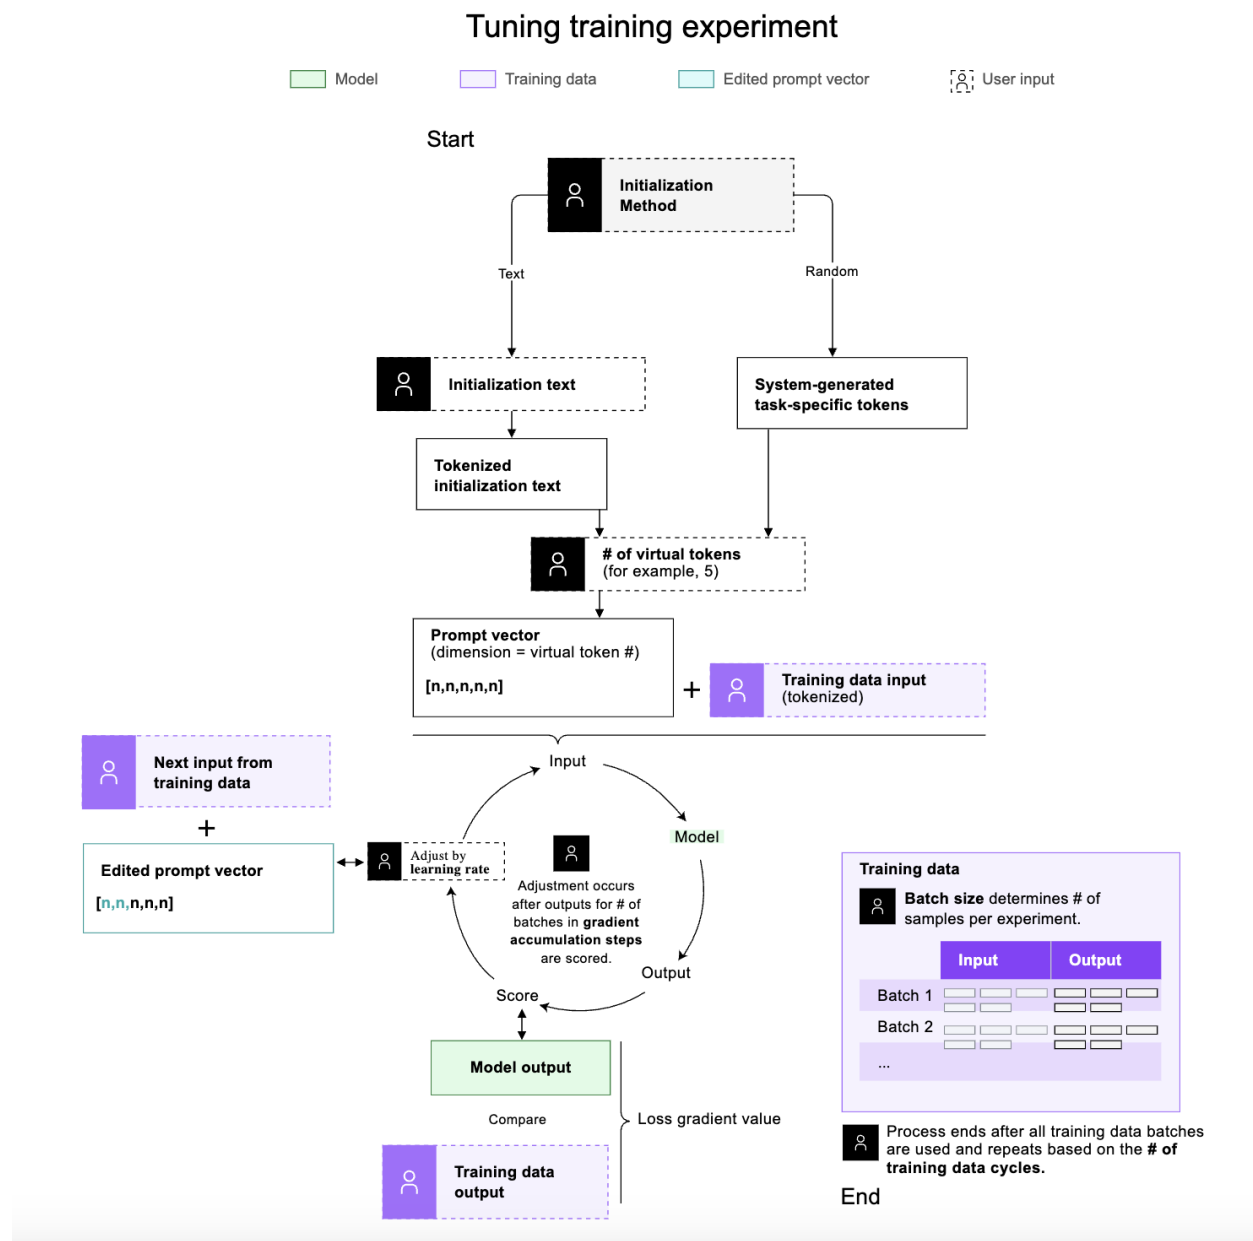 Tuning training experiment
Model
Training data
Edited prompt vector
User input
Start
Initialization
Method
Text
Random
Initialization text
System-generated
task-specific tokens
Tokenized
initialization text
# of virtual tokens
(for example, 5)
Prompt vector
(dimension = virtual token #)
[n,n,n,n,n]
+
Training data input
(tokenized)
Next input from
training data
+
Edited prompt vector
[n,n,n,n,n]
Input
Model
Adjust by
learning rate
Adjustment occurs
after outputs for # of
batches in gradient
accumulation steps
are scored.
Output
Score
Model output
Compare
Training data
output
Loss gradient value
Training data
Batch size determines # of
samples per experiment.
Input
Output
Batch 1
Batch 2
...
Process ends after all training data batches
are used and repeats based on the # of
training data cycles.
End